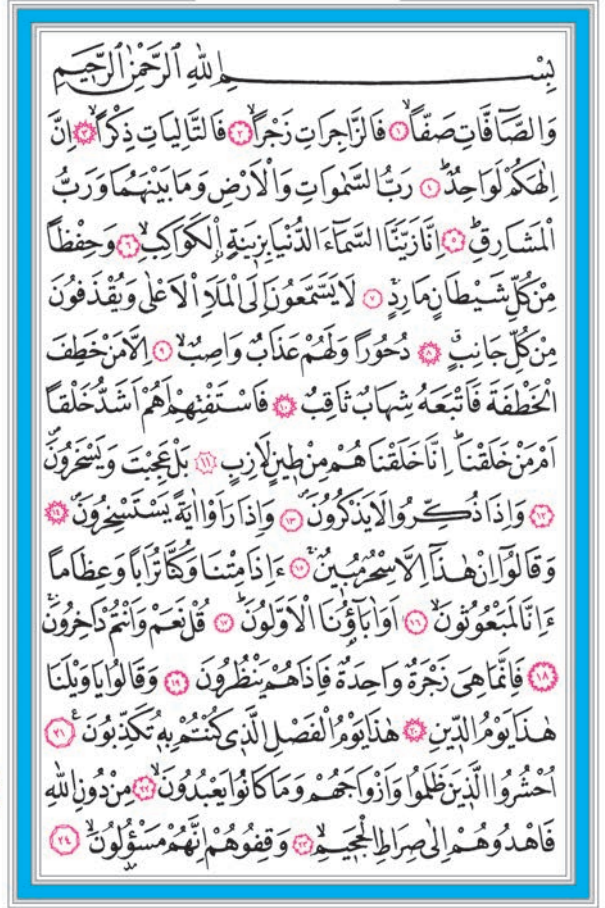 بِسْــــــــمِ اللهِ الرَّحْمٰنِ الرَّحِيمِ
وَالصَّٓافَّاتِ صَفًّاۙ ﴿١﴾ فَالزَّاجِرَاتِ زَجْرًاۙ ﴿٢﴾ فَالتَّالِيَاتِ ذِكْرًاۙ ﴿٣﴾ اِنَّ
اِلٰهَكُمْ لَوَاحِدٌۜ ﴿٤﴾ رَبُّ السَّمٰوَاتِ وَالْاَرْضِ وَمَا بَيْنَهُمَا وَرَبُّ
الْمَشَارِقِۜ ﴿٥﴾ اِنَّا زَيَّنَّا السَّمَٓاءَ الدُّنْيَا بِزِينَةٍۨ الْكَوَاكِبِۙ ﴿٦﴾ وَحِفْظًا
مِنْ كُلِّ شَيْطَانٍ مَارِدٍۚ ﴿٧﴾ لَا يَسَّمَّعُونَ اِلَى الْمَلَأِ الْاَعْلٰى وَيُقْذَفُونَ
مِنْ كُلِّ جَانِبٍۗ ﴿٨﴾ دُحُورًا وَلَهُمْ عَذَابٌ وَاصِبٌۙ ﴿٩﴾ اِلَّا مَنْ خَطِفَ
الْخَطْفَةَ فَاَتْبَعَهُ شِهَابٌ ثَاقِبٌ ﴿١٠﴾ فَاسْتَفْتِهِمْ اَهُمْ اَشَدُّ خَلْقًا
اَمْ مَنْ خَلَقْنَاۜ اِنَّا خَلَقْنَاهُمْ مِنْ طِينٍ لَازِبٍ ﴿١١﴾ بَلْ عَجِبْتَ وَيَسْخَرُونَۖ
﴿١٢﴾ وَاِذَا ذُكِّرُوا لَا يَذْكُرُونَۖ ﴿١٣﴾ وَاِذَا رَاَوْا اٰيَةً يَسْتَسْخِرُونَۖ ﴿١٤﴾
وَقَالُٓوا اِنْ هٰذَٓا اِلَّا سِحْرٌ مُبِينٌۚ ﴿١٥﴾ ءَاِذَا مِتْنَا وَكُنَّا تُرَابًا وَعِظَامًا
ءَاِنَّا لَمَبْعُوثُونَۙ ﴿١٦﴾ اَوَاٰبَٓاؤُ۬نَا الْاَوَّلُونَۜ ﴿١٧﴾ قُلْ نَعَمْ وَاَنْتُمْ دَاخِرُونَۚ
﴿١٨﴾ فَاِنَّمَا هِيَ زَجْرَةٌ وَاحِدَةٌ فَاِذَا هُمْ يَنْظُرُونَ ﴿١٩﴾ وَقَالُوا يَا وَيْلَنَا
هٰذَا يَوْمُ الدِّينِ ﴿٢٠﴾ هٰذَا يَوْمُ الْفَصْلِ الَّذِي كُنْتُمْ بِهِ تُكَذِّبُونَ۟ ﴿٢١﴾
اُحْشُرُوا الَّذِينَ ظَلَمُوا وَاَزْوَاجَهُمْ وَمَا كَانُوا يَعْبُدُونَۙ ﴿٢٢﴾ مِنْ دُونِ اللهِ
فَاهْدُوهُمْ اِلٰى صِرَاطِ الْجَحِيمِۙ ﴿٢٣﴾ وَقِفُوهُمْ اِنَّهُمْ مَسْؤُ۫لُونَۙ ﴿٢٤﴾